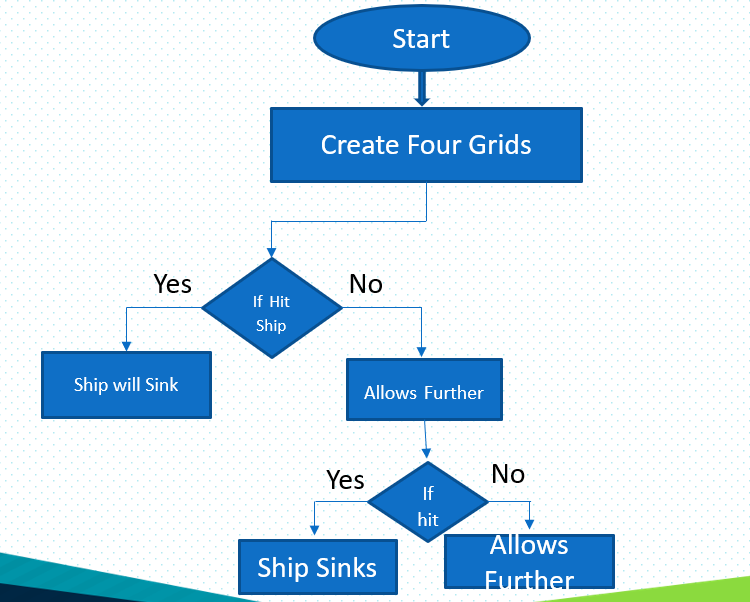 Start
Create Four Grids
Yes
No
If Hit
Ship
Ship will Sink
Allows Further
Yes
No
If
hit
Ship Sinks
Allows
Further